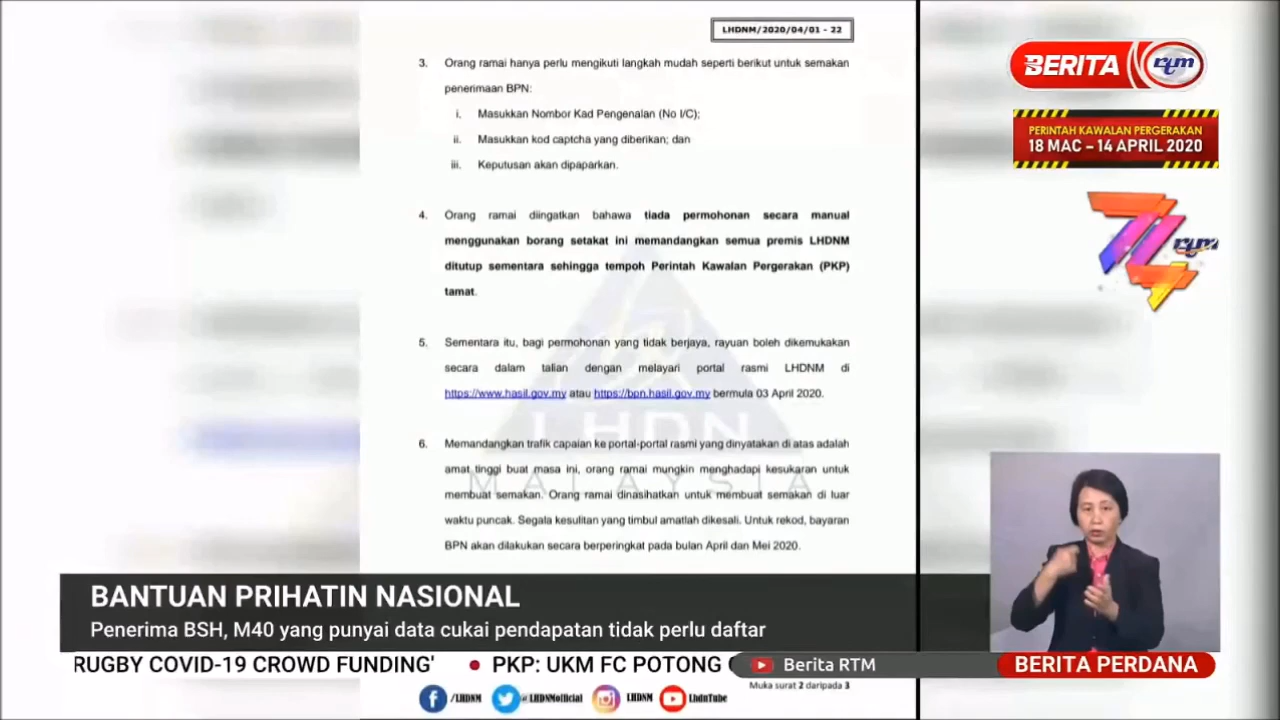 LHDNM/2020/04/01 - 22
3. Orang ramai hanya perlu mengikuti langkah mudah seperti berikut untuk semakan
penerimaan BPN:
i. Masukkan Nombor Kad Pengenalan (No I/C);
ii. Masukkan kod captcha yang diberikan; dan
iii. Keputusan akan dipaparkan.
4. Orang ramai diingatkan bahawa tiada permohonan secara manual
menggunakan borang setakat ini memandangkan semua premis LHDNM
ditutup sementara sehingga tempoh Perintah Kawalan Pergerakan (PKP)
tamat.
5. Sementara itu, bagi permohonan yang tidak berjaya, rayuan boleh dikemukakan
secara dalam talian dengan melayari portal rasmi LHDNM di
https://www.hasil.gov.my atau https://bpn.hasil.gov.my bermula 03 April 2020.
6. Memandangkan trafik capaian ke portal-portal rasmi yang dinyatakan di atas adalah
amat tinggi buat masa ini, orang ramai mungkin menghadapi kesukaran untuk
membuat semakan. Orang ramai dinasihatkan untuk membuat semakan di luar
waktu puncak. Segala kesulitan yang timbul amatlah dikesali. Untuk rekod, bayaran
BPN akan dilakukan secara berperingkat pada bulan April dan Mei 2020.
LHDN
MALAYSIA
BERITA rtm
PERINTAH KAWALAN PERGERAKAN
18 MAC – 14 APRIL 2020
rtm
BANTUAN PRIHATIN NASIONAL
Penerima BSH, M40 yang punyai data cukai pendapatan tidak perlu daftar
RUGBY COVID-19 CROWD FUNDING' • PKP: UKM FC POTONG
Berita RTM
BERITA PERDANA
Muka surat 2 daripada 3
/LHDNM @LHDNMofficial LHDNM LhdnTube